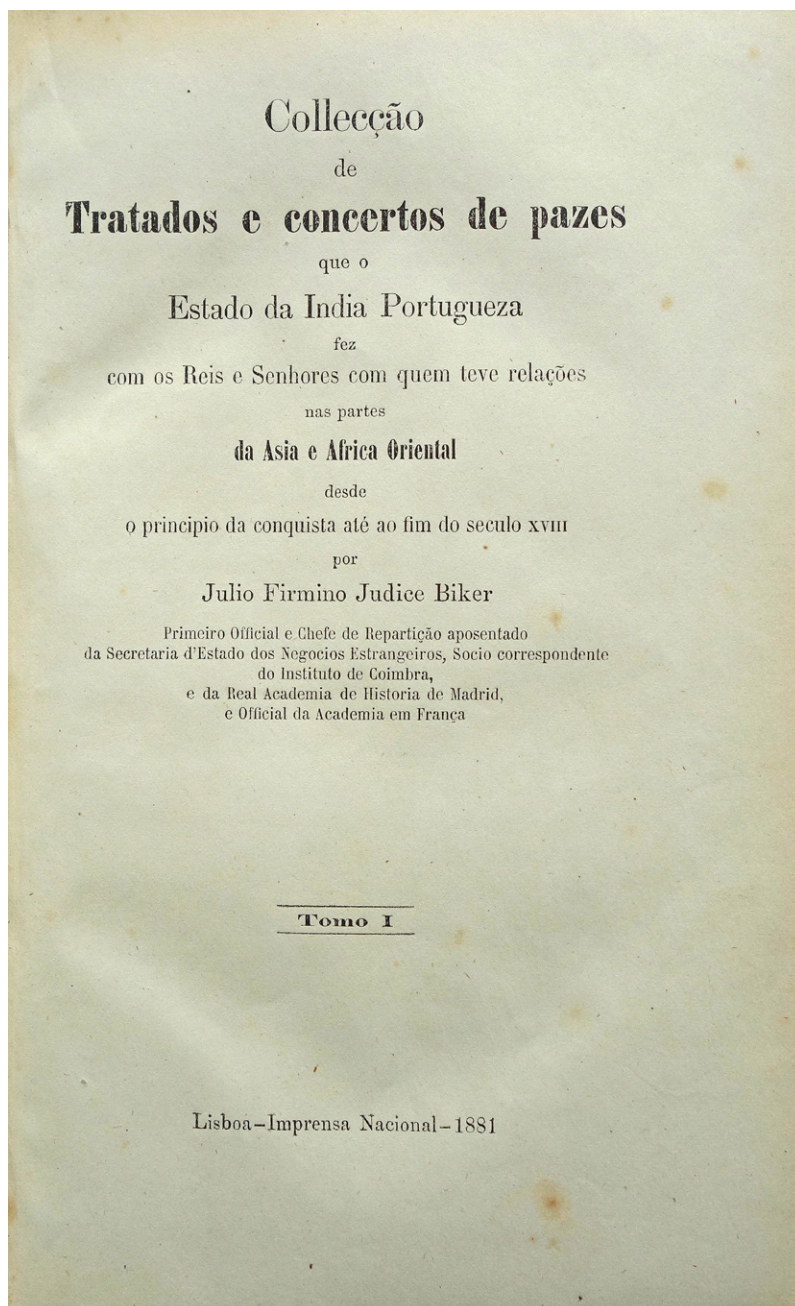 Collecção
de
Tratados e concertos de pazes
que o
Estado da India Portugueza
fez
com os Reis e Senhores com quem teve relações
nas partes
da Asia e Africa Oriental
desde
o principio da conquista até ao fim do seculo XVIII
por
Julio Firmino Judice Biker
Primeiro Official e Chefe de Repartição aposentado
da Secretaria d'Estado dos Negocios Estrangeiros, Socio correspondente
do Instituto de Coimbra,
e da Real Academia de Historia de Madrid,
e Official da Academia em França
Tomo I
Lisboa–Imprensa Nacional–1881